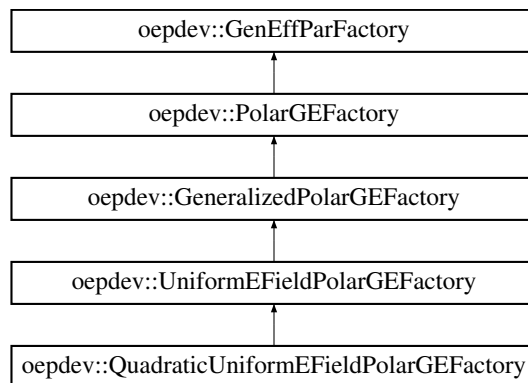 oepdev::GenEffParFactory
oepdev::PolarGEFactory
oepdev::GeneralizedPolarGEFactory
oepdev::UniformEFieldPolarGEFactory
oepdev::QuadraticUniformEFieldPolarGEFactory